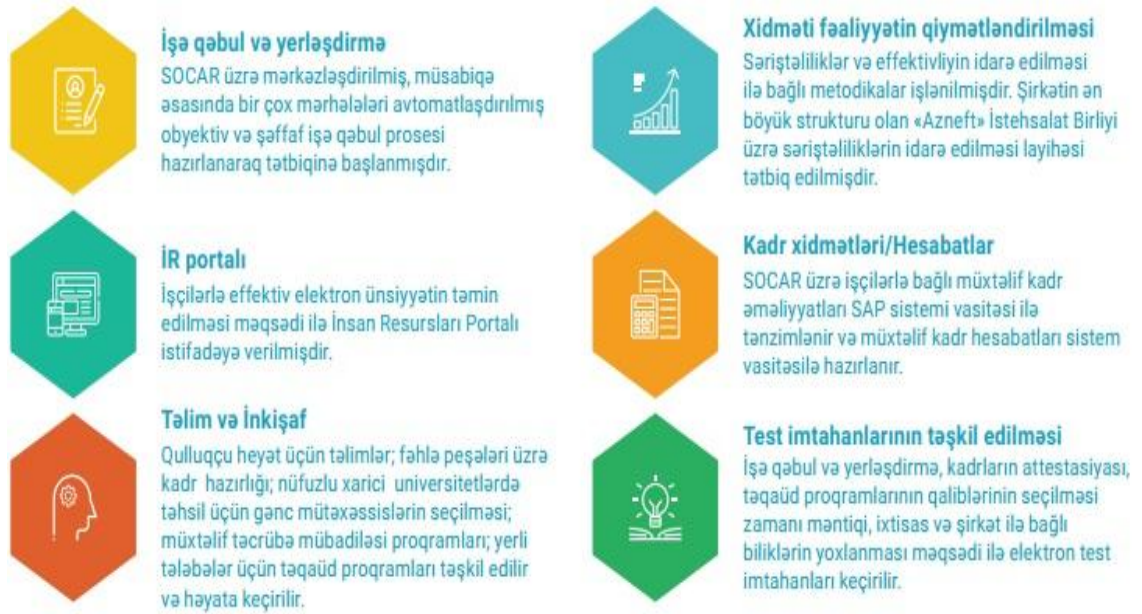 İşə qəbul və yerləşdirmə
SOCAR üzrə mərkəzləşdirilmiş, müsabiqə
əsasında bir çox mərhələləri avtomatlaşdırılmış
obyektiv və şəffaf işə qəbul prosesi
hazırlanaraq tətbiqinə başlanmışdır.
İR portalı
İşçilərlə effektiv elektron ünsiyyətin təmin
edilməsi məqsədi ilə İnsan Resursları Portalı
istifadəyə verilmişdir.
Təlim və İnkişaf
Qulluqçu heyət üçün təlimlər; fəhlə peşələri üzrə
kadr hazırlığı; nüfuzlu xarici universitetlərdə
təhsil üçün gənc mütəxəssislərin seçilməsi;
müxtəlif təcrübə mübadiləsi proqramları; yerli
tələbələr üçün təqaüd proqramları təşkil edilir
və həyata keçirilir.
Xidməti fəaliyyətin qiymətləndirilməsi
Səriştəliliklər və effektivliyin idarə edilməsi
ilə bağlı metodikalar işlənilmişdir. Şirkətin ən
böyük strukturu olan «Azneft» İstehsalat Birliyi
üzrə səriştəliliklərin idarə edilməsi layihəsi
tətbiq edilmişdir.
Kadr xidmətləri/Hesabatlar
SOCAR üzrə işçilərlə bağlı müxtəlif kadr
əməliyyatları SAP sistemi vasitəsi ilə
tənzimlənir və müxtəlif kadr hesabatları sistem
vasitəsilə hazırlanır.
Test imtahanlarının təşkil edilməsi
İşə qəbul və yerləşdirmə, kadrların attestasiyası,
təqaüd proqramlarının qaliblərinin seçilməsi
zamanı məntiqi, ixtisas və şirkət ilə bağlı
biliklərin yoxlanması məqsədi ilə elektron test
imtahanları keçirilir.